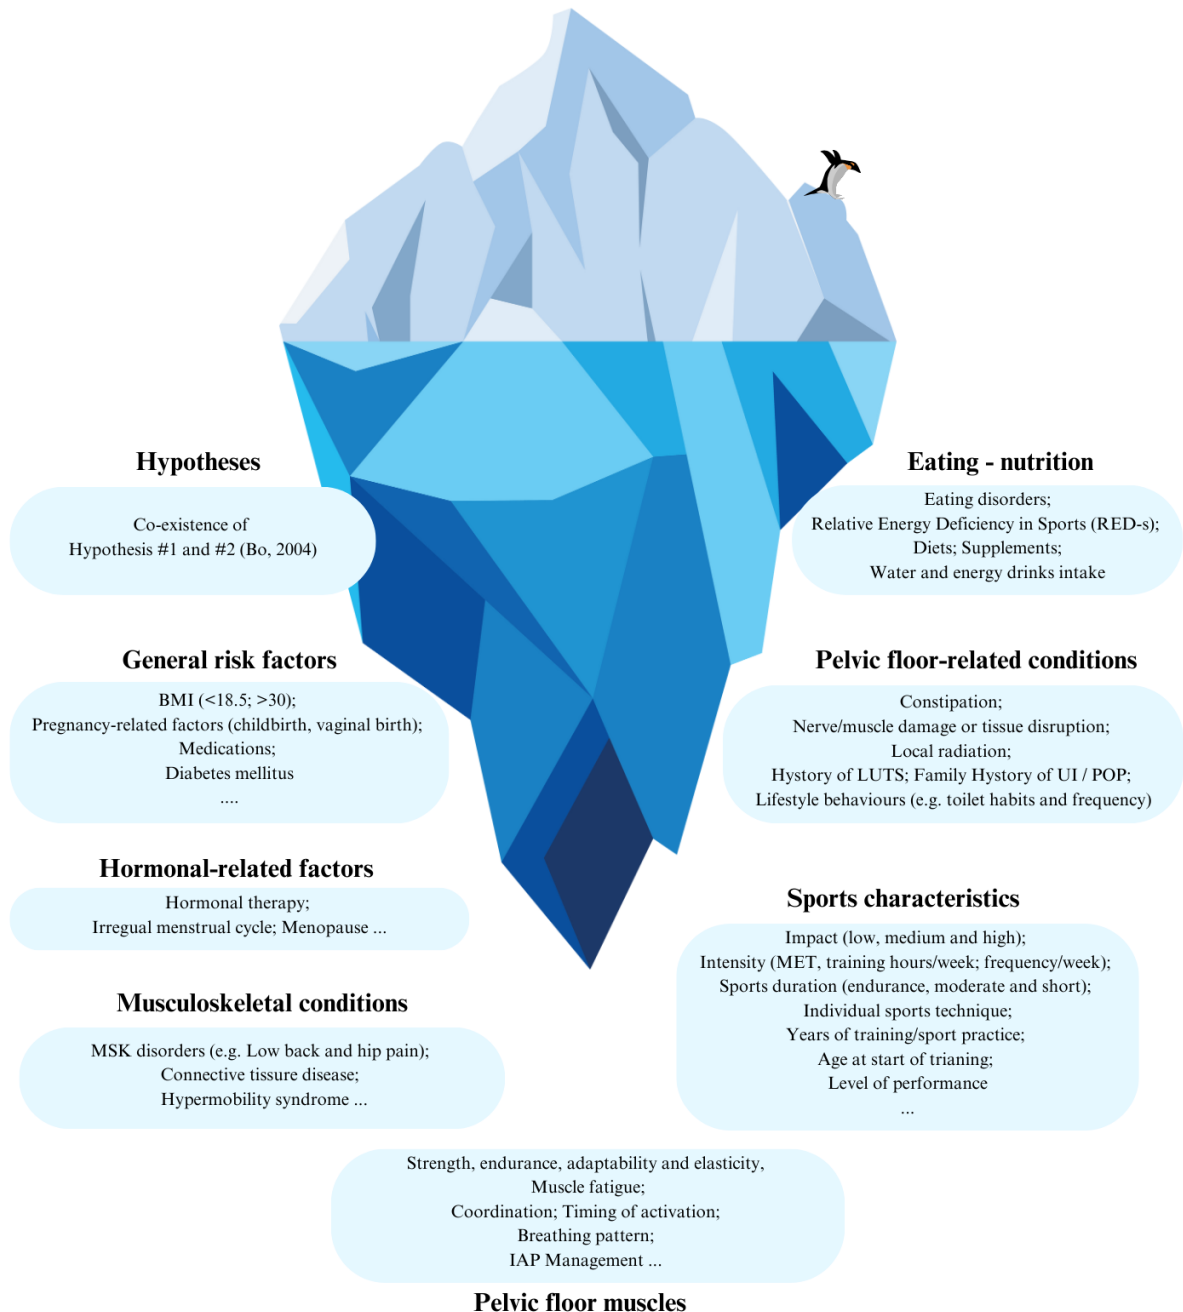 Hypotheses
Co-existence of
Hypothesis #1 and #2 (Bo, 2004)
General risk factors
BMI (<18.5; >30);
Pregnancy-related factors (childbirth, vaginal birth);
Medications;
Diabetes mellitus
....
Hormonal-related factors
Hormonal therapy;
Irregual menstrual cycle; Menopause ...
Musculoskeletal conditions
MSK disorders (e.g. Low back and hip pain);
Connective tissure disease;
Hypermobility syndrome ...
Eating - nutrition
Eating disorders;
Relative Energy Deficiency in Sports (RED-s);
Diets; Supplements;
Water and energy drinks intake
Pelvic floor-related conditions
Constipation;
Nerve/muscle damage or tissue disruption;
Local radiation;
Hystory of LUTS; Family Hystory of UI / POP;
Lifestyle behaviours (e.g. toilet habits and frequency)
Sports characteristics
Impact (low, medium and high);
Intensity (MET, training hours/week; frequency/week);
Sports duration (endurance, moderate and short);
Individual sports technique;
Years of training/sport practice;
Age at start of trianing;
Level of performance
...
Strength, endurance, adaptability and elasticity,
Muscle fatigue;
Coordination; Timing of activation;
Breathing pattern;
IAP Management ...
Pelvic floor muscles